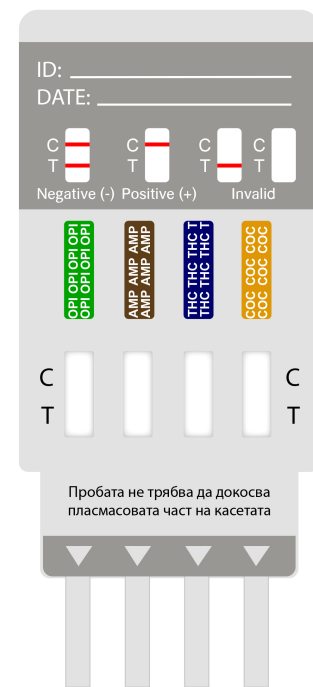 ID:
DATE:
C C C C
T T T T
Negative (-) Positive (+) Invalid
OPI OPI OPI OPI
OPI OPI OPI OPI
AMP AMP AMP
AMP AMP AMP
THC THC THC T
THC THC THC T
COC COC COC
COC COC COC
C C
T T
Пробата не трябва да докосва
пласмасовата част на касетата